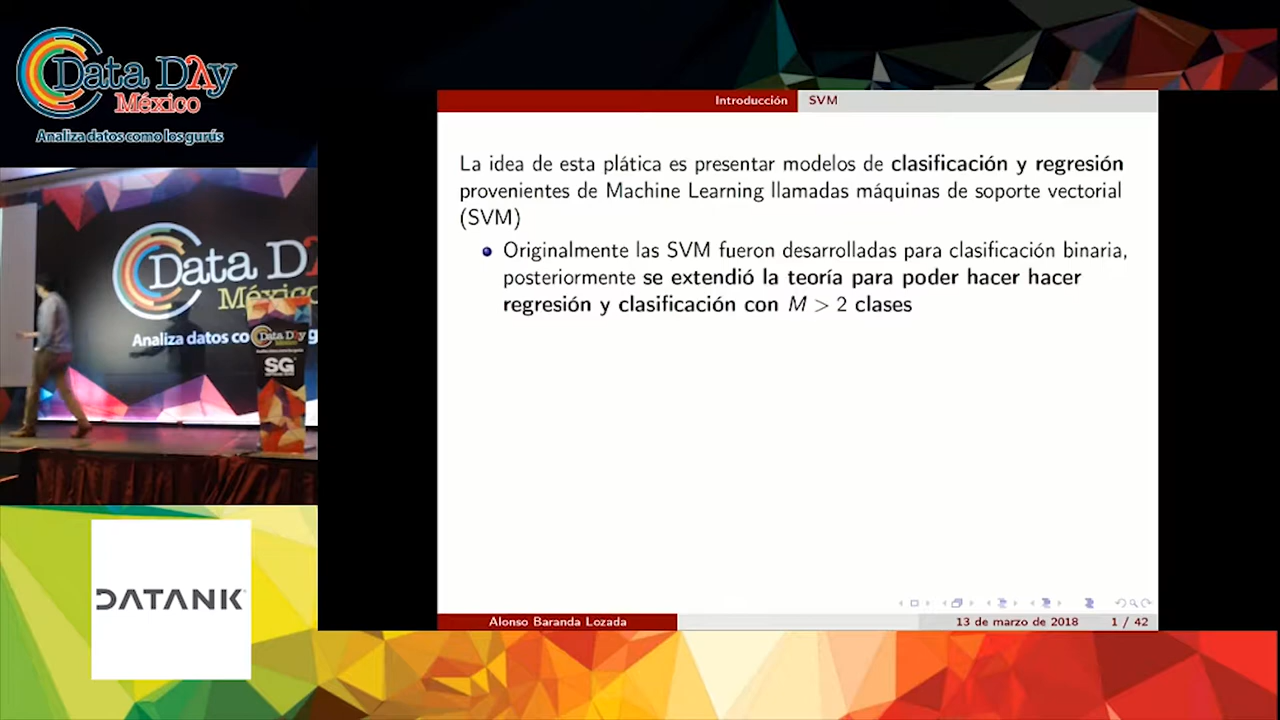 Data Day
México
Analiza datos como los gurús
Data D
México
Analiza datos co
g
Data Day
México
SG
DATANK
Introducción
SVM
La idea de esta plática es presentar modelos de clasificación y regresión
provenientes de Machine Learning llamadas máquinas de soporte vectorial
(SVM)
Originalmente las SVM fueron desarrolladas para clasificación binaria,
posteriormente se extendió la teoría para poder hacer hacer
regresión y clasificación con M > 2 clases
Alonso Baranda Lozada
13 de marzo de 2018
1 / 42